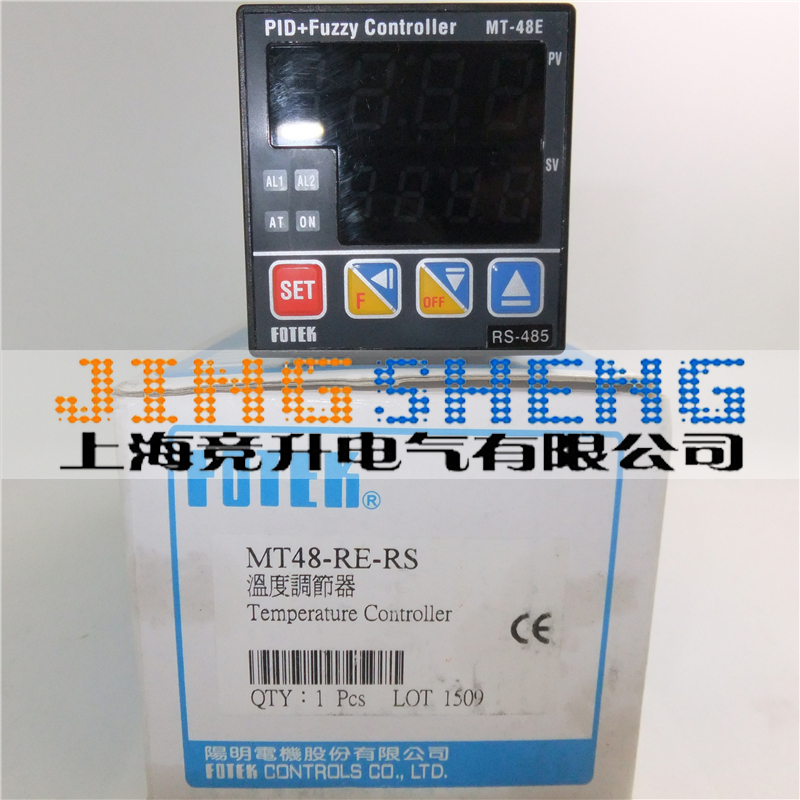 PID+Fuzzy Controller MT-48E
PV
SV
AL1 AL2
AT ON
SET F OFF
FOTEK RS-485
JINGSHENG
上海竞升电气有限公司
FOTEK®
MT48-RE-RS
溫度調節器
Temperature Controller
CE
QTY：1 Pcs LOT 1509
陽明電機股份有限公司
FOTEK CONTROLS CO., LTD.